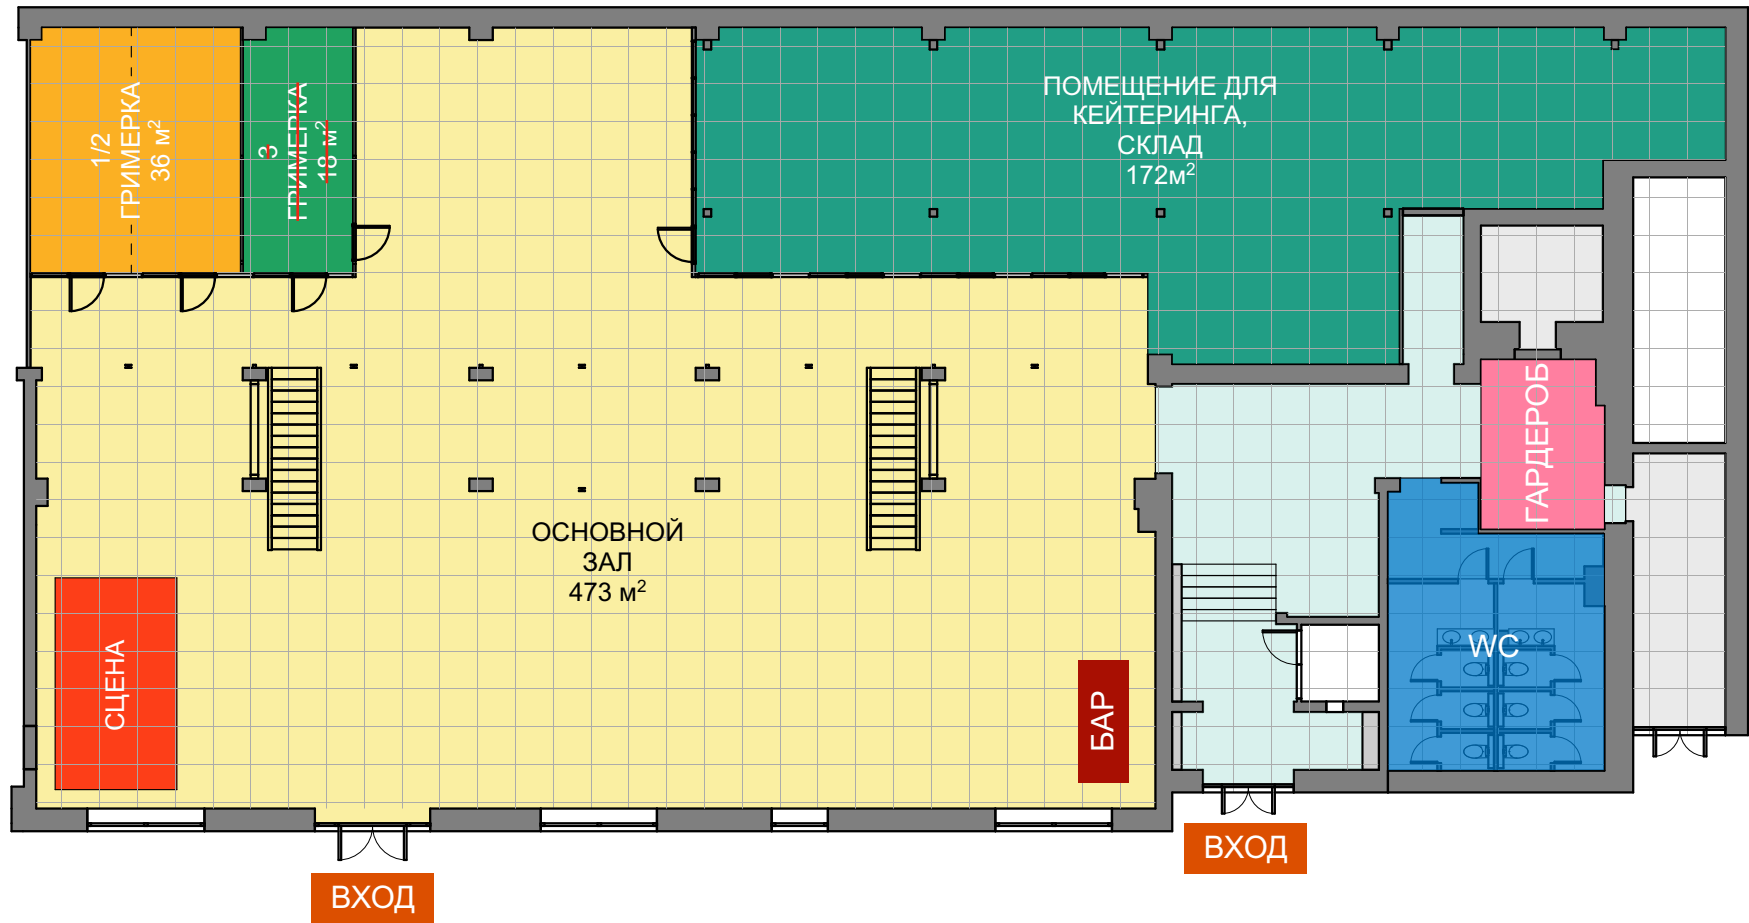 1/2
ГРИМЕРКА
36 м²
3
ГРИМЕРКА
18 м²
ПОМЕЩЕНИЕ ДЛЯ
КЕЙТЕРИНГА,
СКЛАД
172м²
ГАРДЕРОБ
ОСНОВНОЙ
ЗАЛ
473 м²
СЦЕНА
БАР
WC
ВХОД
ВХОД